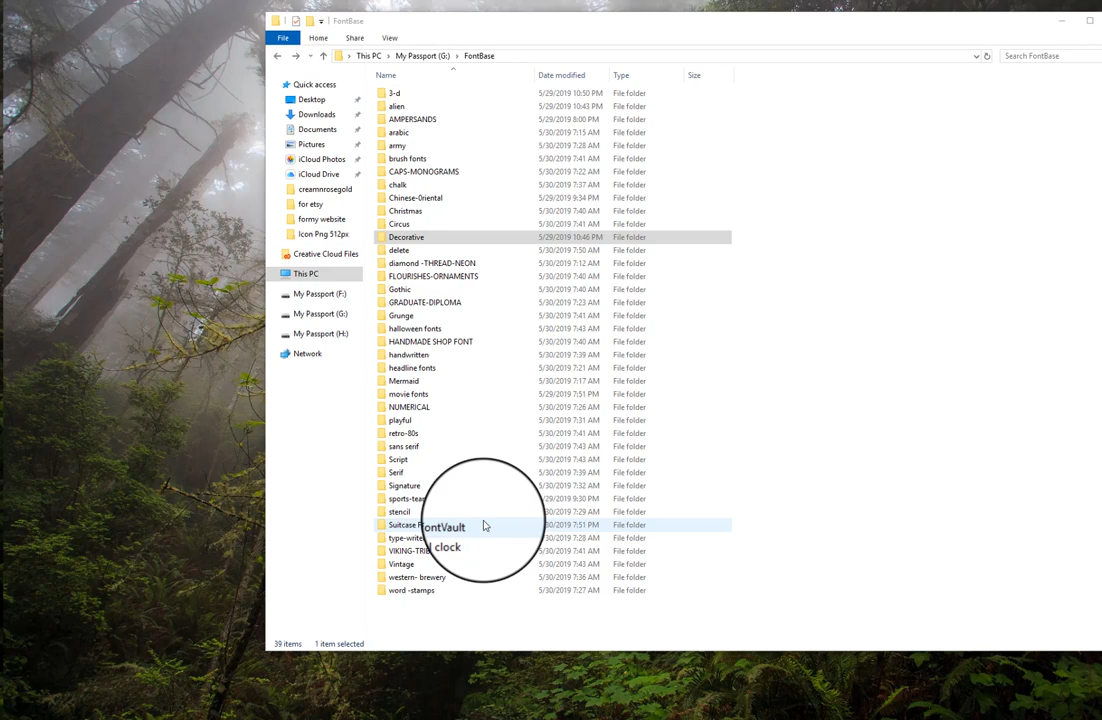 FontBase
File Home Share View
This PC My Passport (G:) FontBase Search FontBase
Name Date modified Type Size
Quick access
Desktop
Downloads
Documents
Pictures
iCloud Photos
iCloud Drive
creamnrosegold
for etsy
formy website
Icon Png 512px
Creative Cloud Files
This PC
My Passport (F:)
My Passport (G:)
My Passport (H:)
Network
3-d 5/29/2019 10:50 PM File folder
alien 5/29/2019 10:43 PM File folder
AMPERSANDS 5/29/2019 8:00 PM File folder
arabic 5/30/2019 7:15 AM File folder
army 5/30/2019 7:28 AM File folder
brush fonts 5/30/2019 7:41 AM File folder
CAPS-MONOGRAMS 5/30/2019 7:22 AM File folder
chalk 5/30/2019 7:37 AM File folder
Chinese-0riental 5/29/2019 9:34 PM File folder
Christmas 5/30/2019 7:40 AM File folder
Circus 5/30/2019 7:41 AM File folder
Decorative 5/29/2019 10:46 PM File folder
delete 5/30/2019 7:50 AM File folder
diamond -THREAD-NEON 5/30/2019 7:12 AM File folder
FLOURISHES-ORNAMENTS 5/30/2019 7:40 AM File folder
Gothic 5/30/2019 7:40 AM File folder
GRADUATE-DIPLOMA 5/30/2019 7:23 AM File folder
Grunge 5/30/2019 7:41 AM File folder
halloween fonts 5/30/2019 7:43 AM File folder
HANDMADE SHOP FONT 5/30/2019 7:40 AM File folder
handwritten 5/30/2019 7:39 AM File folder
headline fonts 5/30/2019 7:21 AM File folder
Mermaid 5/30/2019 7:17 AM File folder
movie fonts 5/29/2019 7:51 PM File folder
NUMERICAL 5/30/2019 7:26 AM File folder
playful 5/30/2019 7:31 AM File folder
retro-80s 5/30/2019 7:41 AM File folder
sans serif 5/30/2019 7:43 AM File folder
Script 5/30/2019 7:43 AM File folder
Serif 5/30/2019 7:39 AM File folder
Signature 5/30/2019 7:32 AM File folder
sports-tea /29/2019 9:30 PM File folder
stencil 30/2019 7:29 AM File folder
Suitcase F ontVault 30/2019 7:51 PM File folder
type-write 30/2019 7:28 AM File folder
VIKING-TRI clock 30/2019 7:41 AM File folder
Vintage 5/30/2019 7:43 AM File folder
western- brewery 5/30/2019 7:36 AM File folder
word -stamps 5/30/2019 7:27 AM File folder
39 items 1 item selected